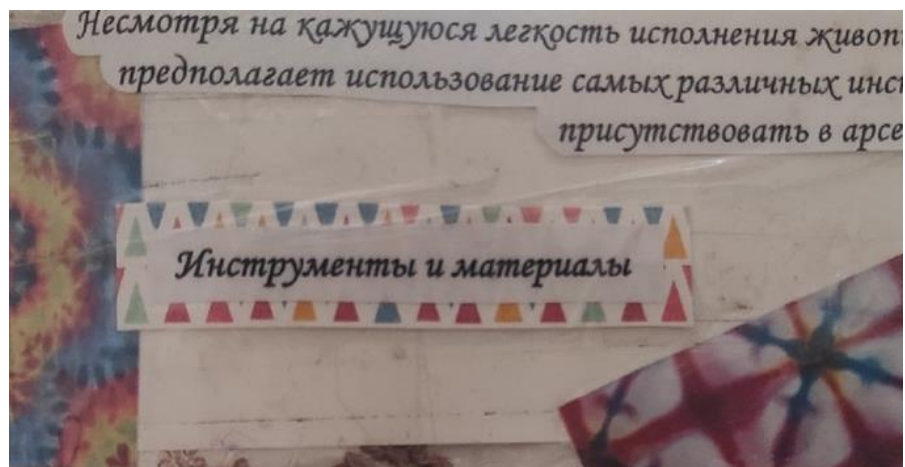 Несмотря на кажущуюся легкость исполнения
предполагает использование самых различных
присутствовать в
Инструменты и материалы